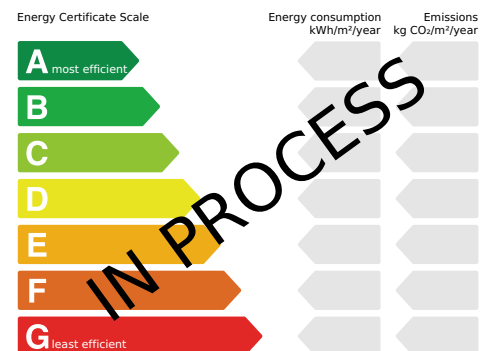 Energy Certificate Scale
Energy consumption
kWh/m²/year
Emissions
kg CO₂/m²/year
A most efficient
B
C
D
E
F
G least efficient
IN PROCESS